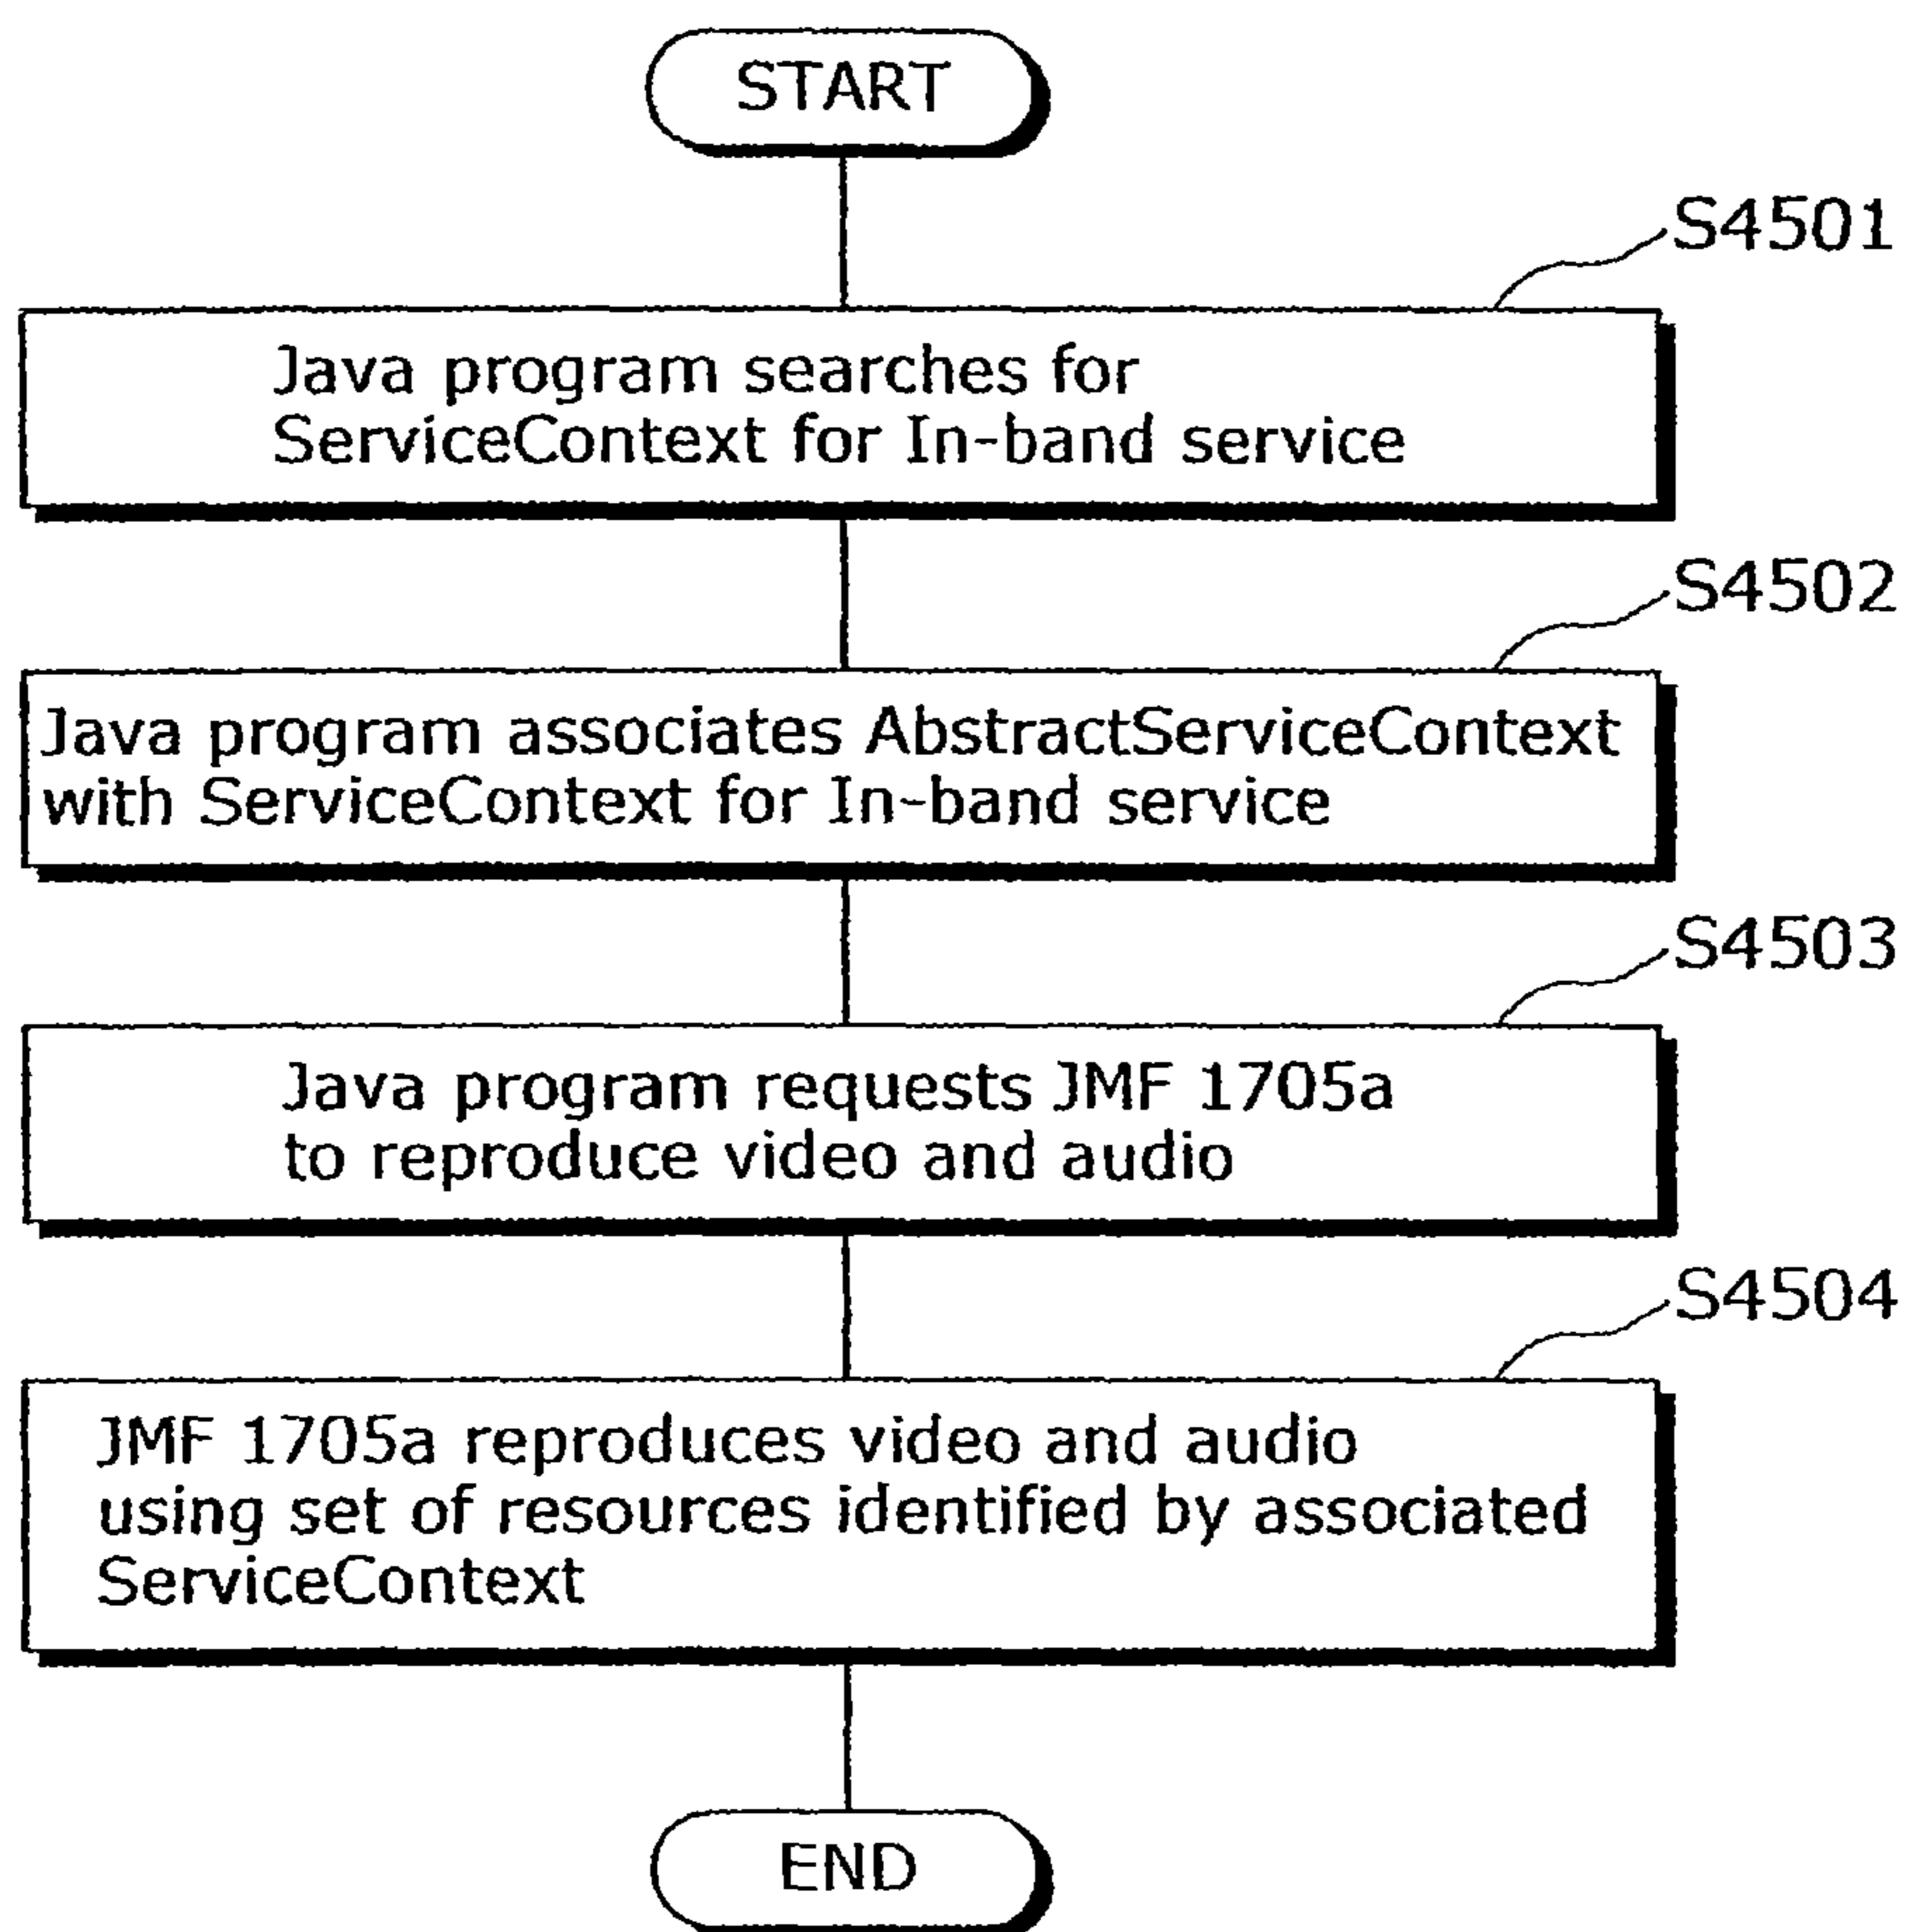 START
S4501
Java program searches for
ServiceContext for In-band service
S4502
Java program associates AbstractServiceContext
with ServiceContext for In-band service
S4503
Java program requests JMF 1705a
to reproduce video and audio
S4504
JMF 1705a reproduces video and audio
using set of resources identified by associated
ServiceContext
END